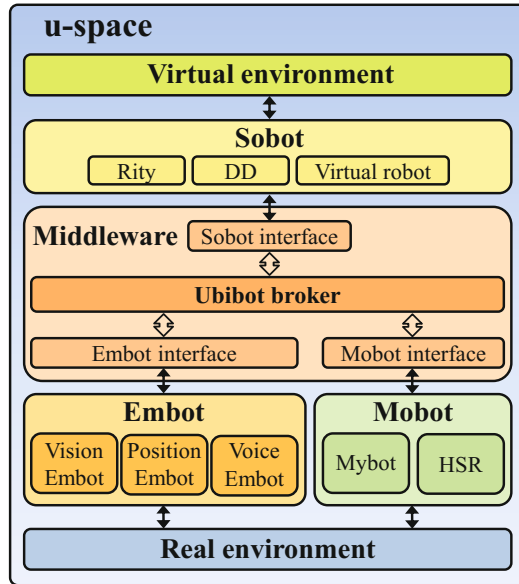 u-space
Virtual environment
Sobot
Rity
DD
Virtual robot
Middleware
Sobot interface
Ubibot broker
Embot interface
Mobot interface
Embot
Vision
Embot
Position
Embot
Voice
Embot
Mobot
Mybot
HSR
Real environment